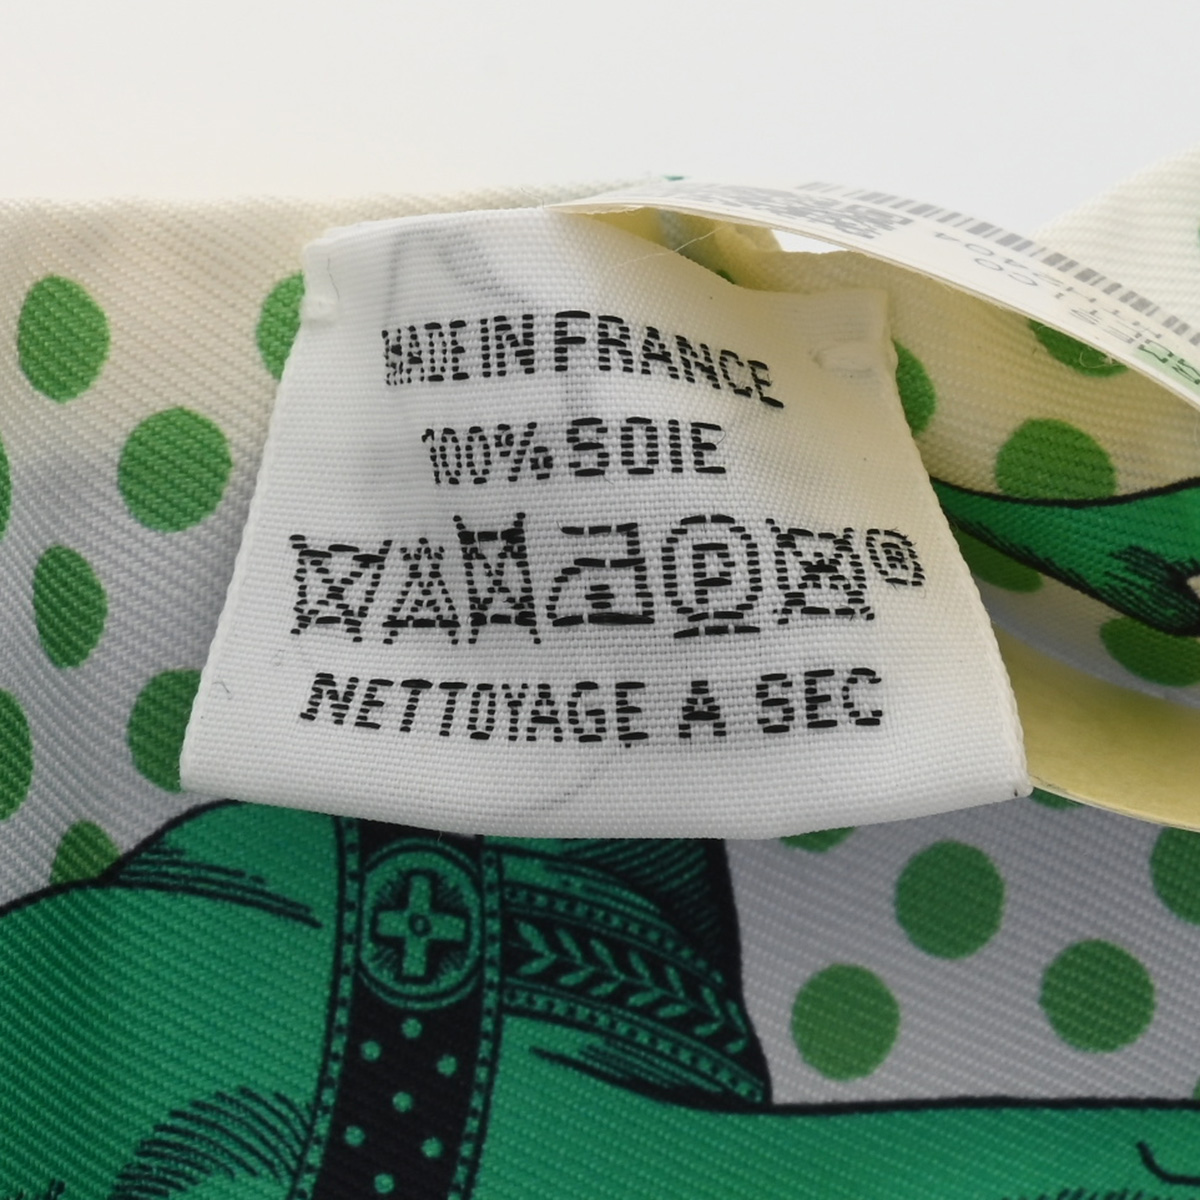 MADE IN FRANCE
100% SOIE
P ®
NETTOYAGE A SEC